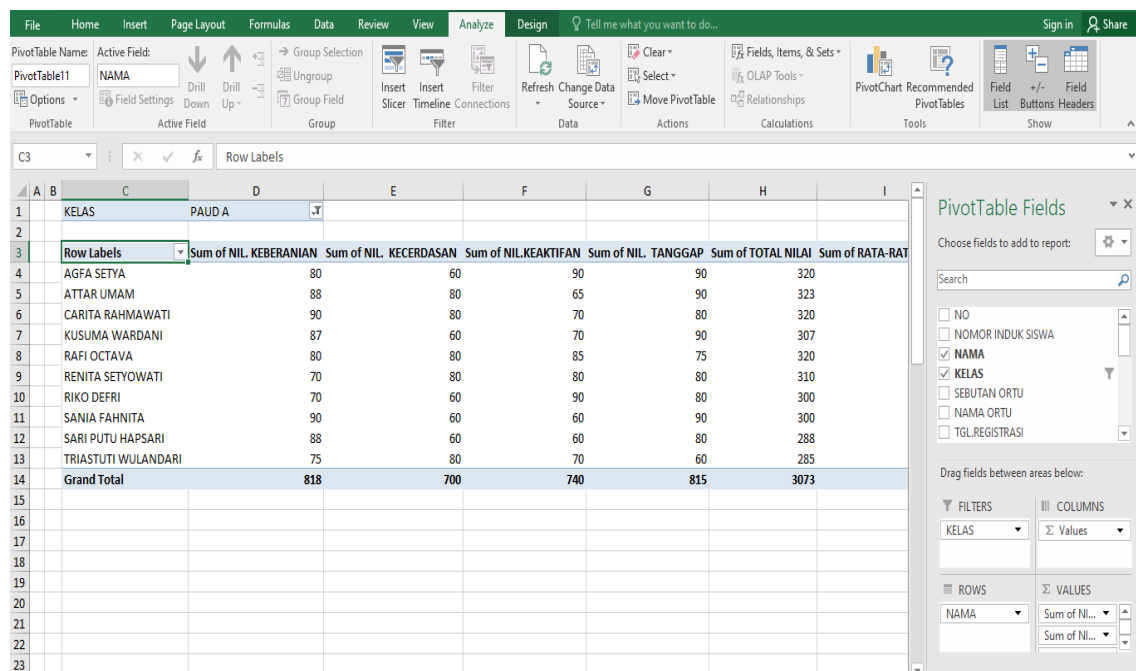 File Home Insert Page Layout Formulas Data Review View Analyze Design Tell me what you want to do... Sign in Share
PivotTable Name:
PivotTable11
Options
PivotTable
Active Field:
NAMA
Field Settings
Drill Down
Drill Up
Active Field
Group Selection
Ungroup
Group Field
Group
Insert Slicer
Insert Timeline
Filter Connections
Filter
Refresh
Change Data Source
Data
Clear
Select
Move PivotTable
Actions
Fields, Items, & Sets
OLAP Tools
Relationships
Calculations
PivotChart
Recommended PivotTables
Tools
Field List
+/- Buttons
Field Headers
Show
C3 fx Row Labels
A B C D E F G H I
1 KELAS PAUD A
2
3 Row Labels Sum of NIL. KEBERANIAN Sum of NIL. KECERDASAN Sum of NIL.KEAKTIFAN Sum of NIL. TANGGAP Sum of TOTAL NILAI Sum of RATA-RAT
4 AGFA SETYA 80 60 90 90 320
5 ATTAR UMAM 88 80 65 90 323
6 CARITA RAHMAWATI 90 80 70 80 320
7 KUSUMA WARDANI 87 60 70 90 307
8 RAFI OCTAVA 80 80 85 75 320
9 RENITA SETYOWATI 70 80 80 80 310
10 RIKO DEFRI 70 60 90 80 300
11 SANIA FAHNITA 90 60 60 90 300
12 SARI PUTU HAPSARI 88 60 60 80 288
13 TRIASTUTI WULANDARI 75 80 70 60 285
14 Grand Total 818 700 740 815 3073
15
16
17
18
19
20
21
22
23
PivotTable Fields
Choose fields to add to report:
Search
NO
NOMOR INDUK SISWA
NAMA
KELAS
SEBUTAN ORTU
NAMA ORTU
TGL.REGISTRASI
Drag fields between areas below:
FILTERS
KELAS
COLUMNS
Σ Values
ROWS
NAMA
Σ VALUES
Sum of NI...
Sum of NI...